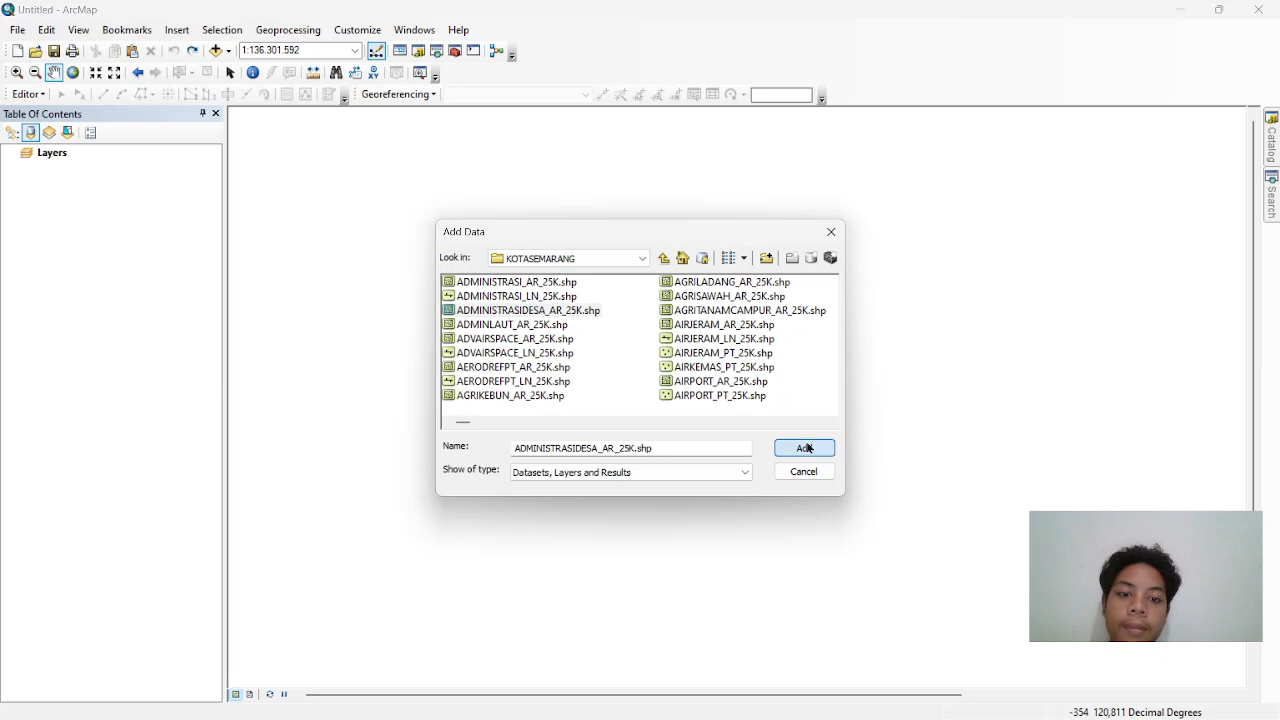 Untitled - ArcMap
File Edit View Bookmarks Insert Selection Geoprocessing Customize Windows Help
1:136.301.592
Editor Georeferencing
Table Of Contents
Layers
Catalog
Search
Add Data
Look in: KOTASEMARANG
ADMINISTRASI_AR_25K.shp AGRILADANG_AR_25K.shp
ADMINISTRASI_LN_25K.shp AGRISAWAH_AR_25K.shp
ADMINISTRASIDESA_AR_25K.shp AGRITANAMCAMPUR_AR_25K.shp
ADMINLAUT_AR_25K.shp AIRJERAM_AR_25K.shp
ADVAIRSPACE_AR_25K.shp AIRJERAM_LN_25K.shp
ADVAIRSPACE_LN_25K.shp AIRJERAM_PT_25K.shp
AERODREFPT_AR_25K.shp AIRKEMAS_PT_25K.shp
AERODREFPT_LN_25K.shp AIRPORT_AR_25K.shp
AGRIKEBUN_AR_25K.shp AIRPORT_PT_25K.shp
Name: ADMINISTRASIDESA_AR_25K.shp Add
Show of type: Datasets, Layers and Results Cancel
-354 120,811 Decimal Degrees